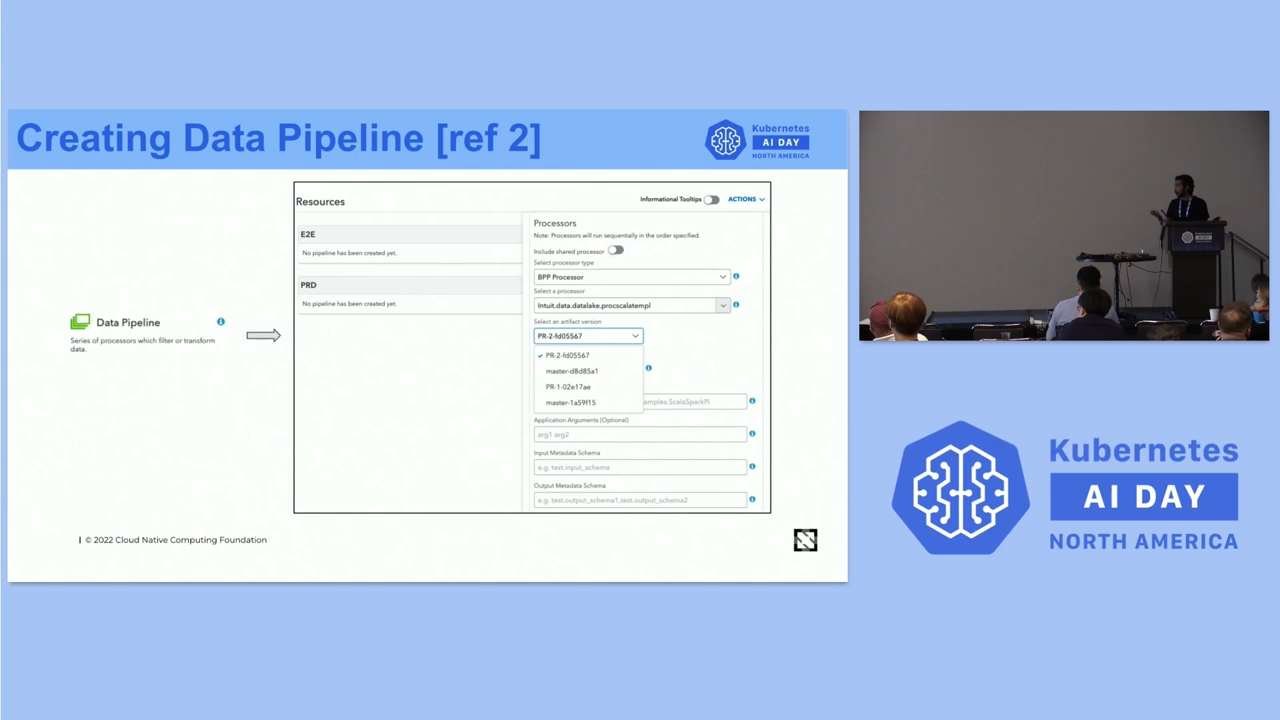 Creating Data Pipeline [ref 2]
Kubernetes
AI DAY
NORTH AMERICA
Resources
Informational Tooltips
ACTIONS
E2E
No pipeline has been created yet.
PRD
No pipeline has been created yet.
Data Pipeline
Series of processors which filter or transform
data.
Processors
Note: Processors will run sequentially in the order specified.
Include shared processor
Select processor type
BPP Processor
Select a processor
Intuit.data.datalake.procscalatempl
Select an artifact version
PR-2-fd05567
PR-2-fd05567
master-d8d85a1
PR-1-02e17ae
master-1a59f15
amples.ScalaSparkPi
Application Arguments (Optional)
arg1 arg2
Input Metadata Schema
e.g. test.input_schema
Output Metadata Schema
e.g. test.output_schema1,test.output_schema2
© 2022 Cloud Native Computing Foundation
Kubernetes
AI DAY
NORTH AMERICA